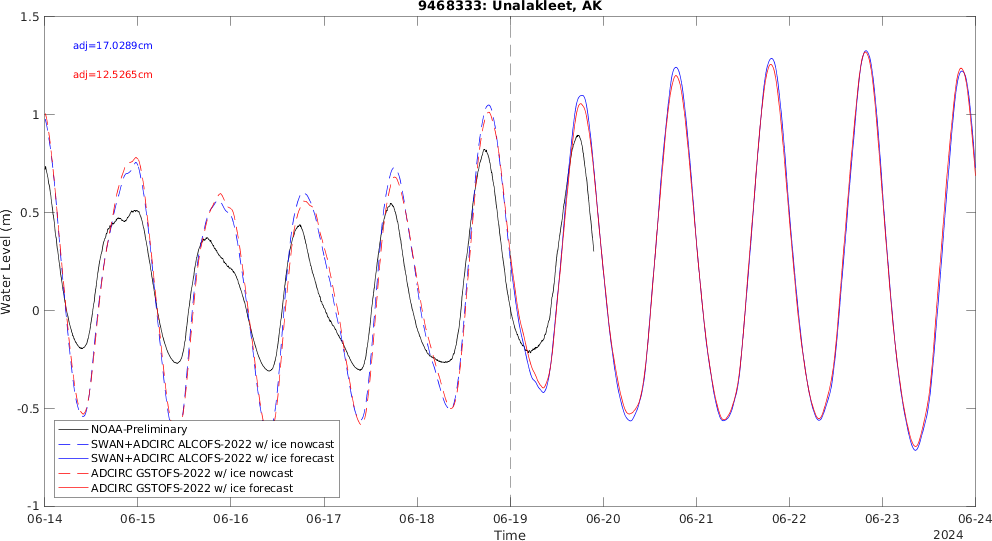 9468333: Unalakleet, AK
adj=17.0289cm
adj=12.5265cm
Water Level (m)
1.5
1
0.5
0
-0.5
-1
NOAA-Preliminary
SWAN+ADCIRC ALCOFS-2022 w/ ice nowcast
SWAN+ADCIRC ALCOFS-2022 w/ ice forecast
ADCIRC GSTOFS-2022 w/ ice nowcast
ADCIRC GSTOFS-2022 w/ ice forecast
06-14 06-15 06-16 06-17 06-18 06-19 06-20 06-21 06-22 06-23 06-24
Time
2024